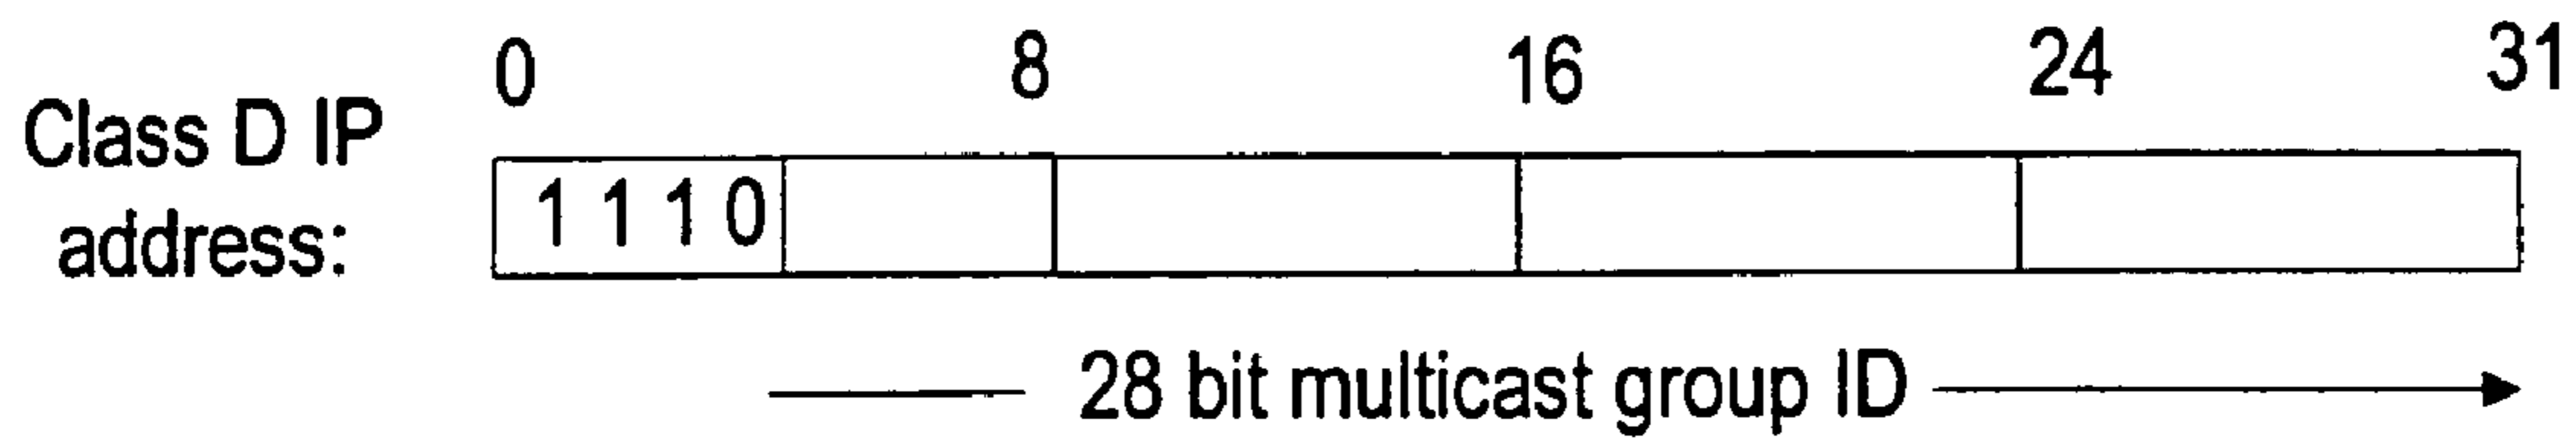 0 8 16 24 31
Class D IP
address:
1 1 1 0
28 bit multicast group ID